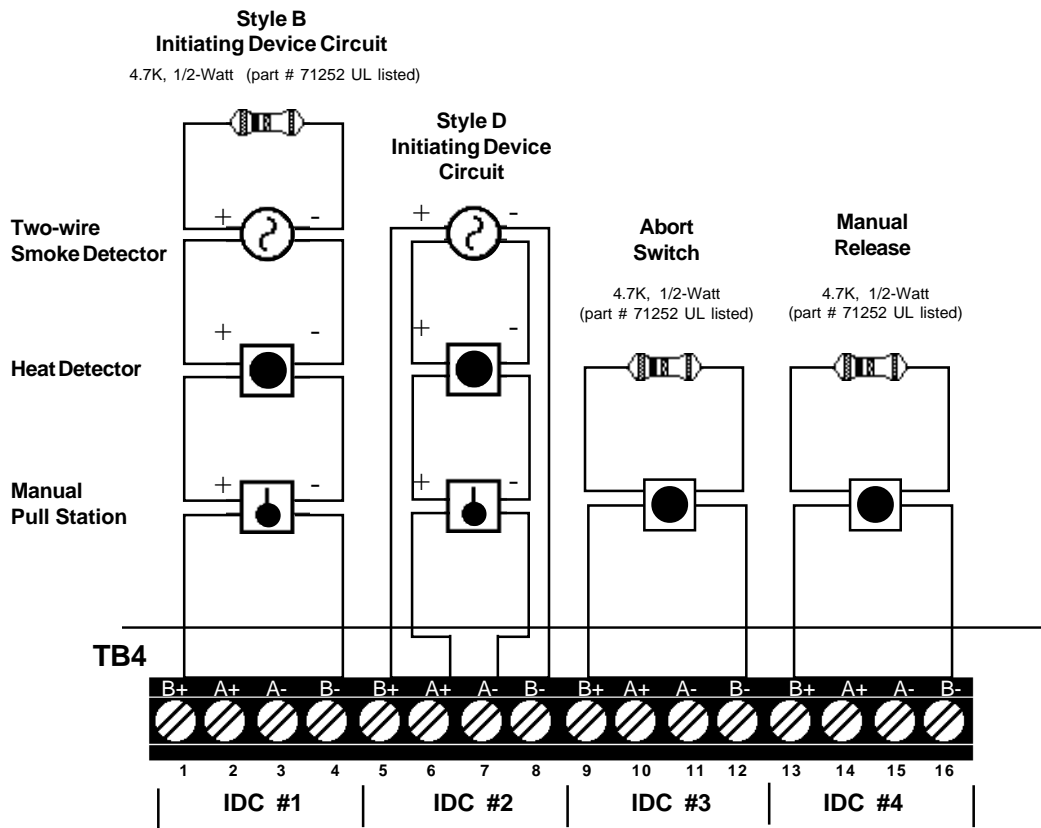 Style B
Initiating Device Circuit
4.7K, 1/2-Watt (part # 71252 UL listed)
Style D
Initiating Device
Circuit
Two-wire
Smoke Detector
+ -
+ -
Abort
Switch
Manual
Release
4.7K, 1/2-Watt
(part # 71252 UL listed)
4.7K, 1/2-Watt
(part # 71252 UL listed)
Heat Detector
+ -
+ -
Manual
Pull Station
+ -
+ -
TB4
B+ A+ A- B- B+ A+ A- B- B+ A+ A- B- B+ A+ A- B-
1 2 3 4 5 6 7 8 9 10 11 12 13 14 15 16
IDC #1 IDC #2 IDC #3 IDC #4